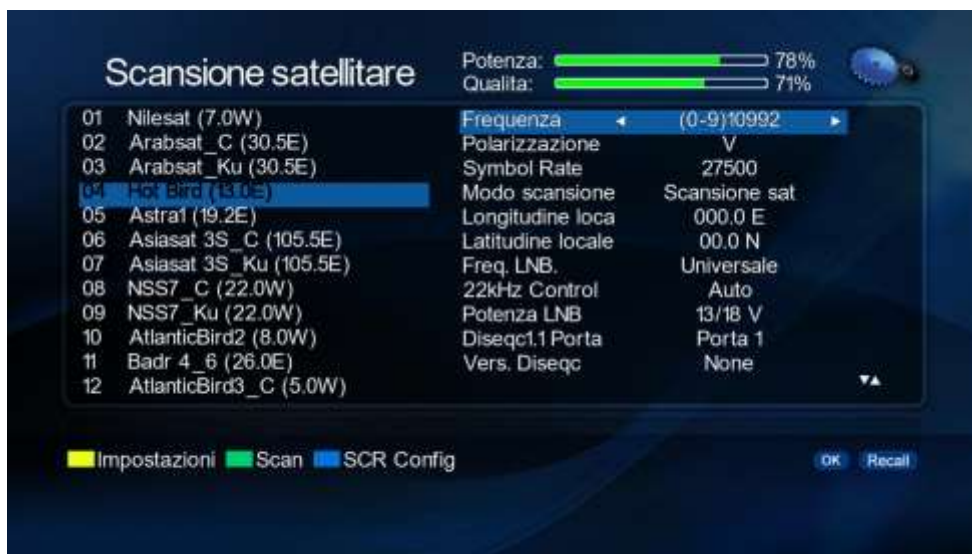 Scansione satellitare
Potenza: 78%
Qualita: 71%
01 Nilesat (7.0W)
02 Arabsat_C (30.5E)
03 Arabsat_Ku (30.5E)
04 Hot Bird (13.0E)
05 Astra1 (19.2E)
06 Asiasat 3S_C (105.5E)
07 Asiasat 3S_Ku (105.5E)
08 NSS7_C (22.0W)
09 NSS7_Ku (22.0W)
10 AtlanticBird2 (8.0W)
11 Badr 4_6 (26.0E)
12 AtlanticBird3_C (5.0W)
Frequenza ◄ (0-9)10992 ►
Polarizzazione V
Symbol Rate 27500
Modo scansione Scansione sat
Longitudine loca 000.0 E
Latitudine locale 00.0 N
Freq. LNB. Universale
22kHz Control Auto
Potenza LNB 13/18 V
Diseqc1.1 Porta Porta 1
Vers. Diseqc None
▼▲
Impostazioni Scan SCR Config OK Recall